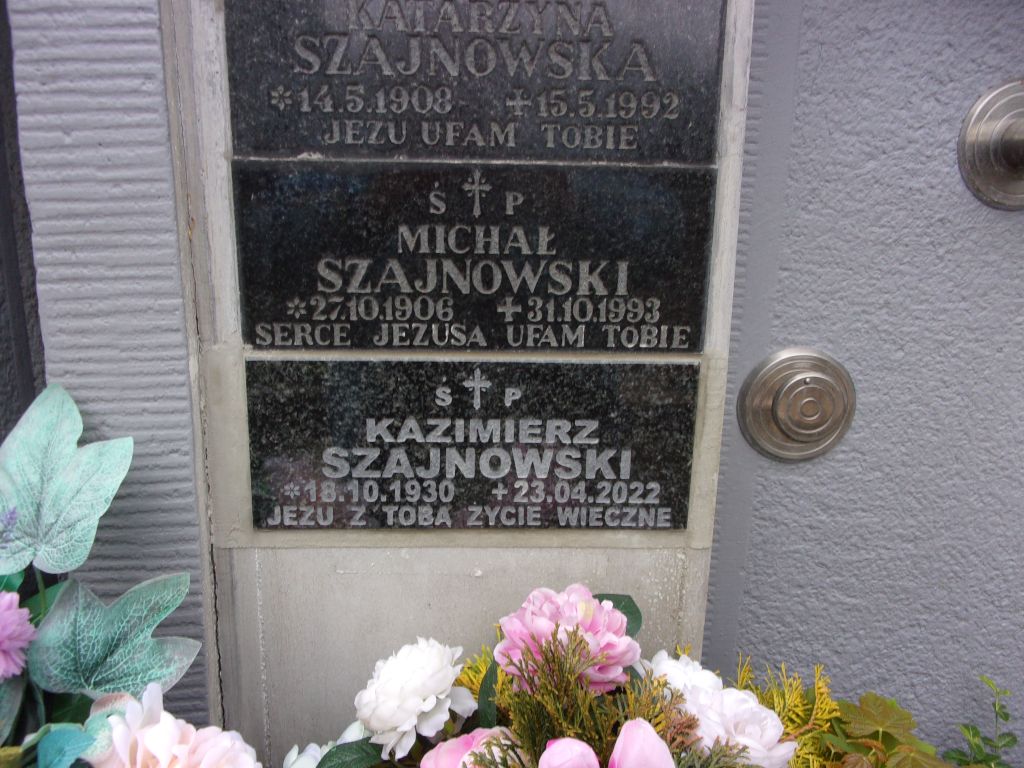 KATARZYNA
SZAJNOWSKA
*14.5.1908 +15.5.1992
JEZU UFAM TOBIE
Ś P
MICHAŁ
SZAJNOWSKI
*27.10.1906 +31.10.1993
SERCE JEZUSA UFAM TOBIE
Ś P
KAZIMIERZ
SZAJNOWSKI
*18.10.1930 +23.04.2022
JEZU Z TOBĄ ŻYCIE WIECZNE